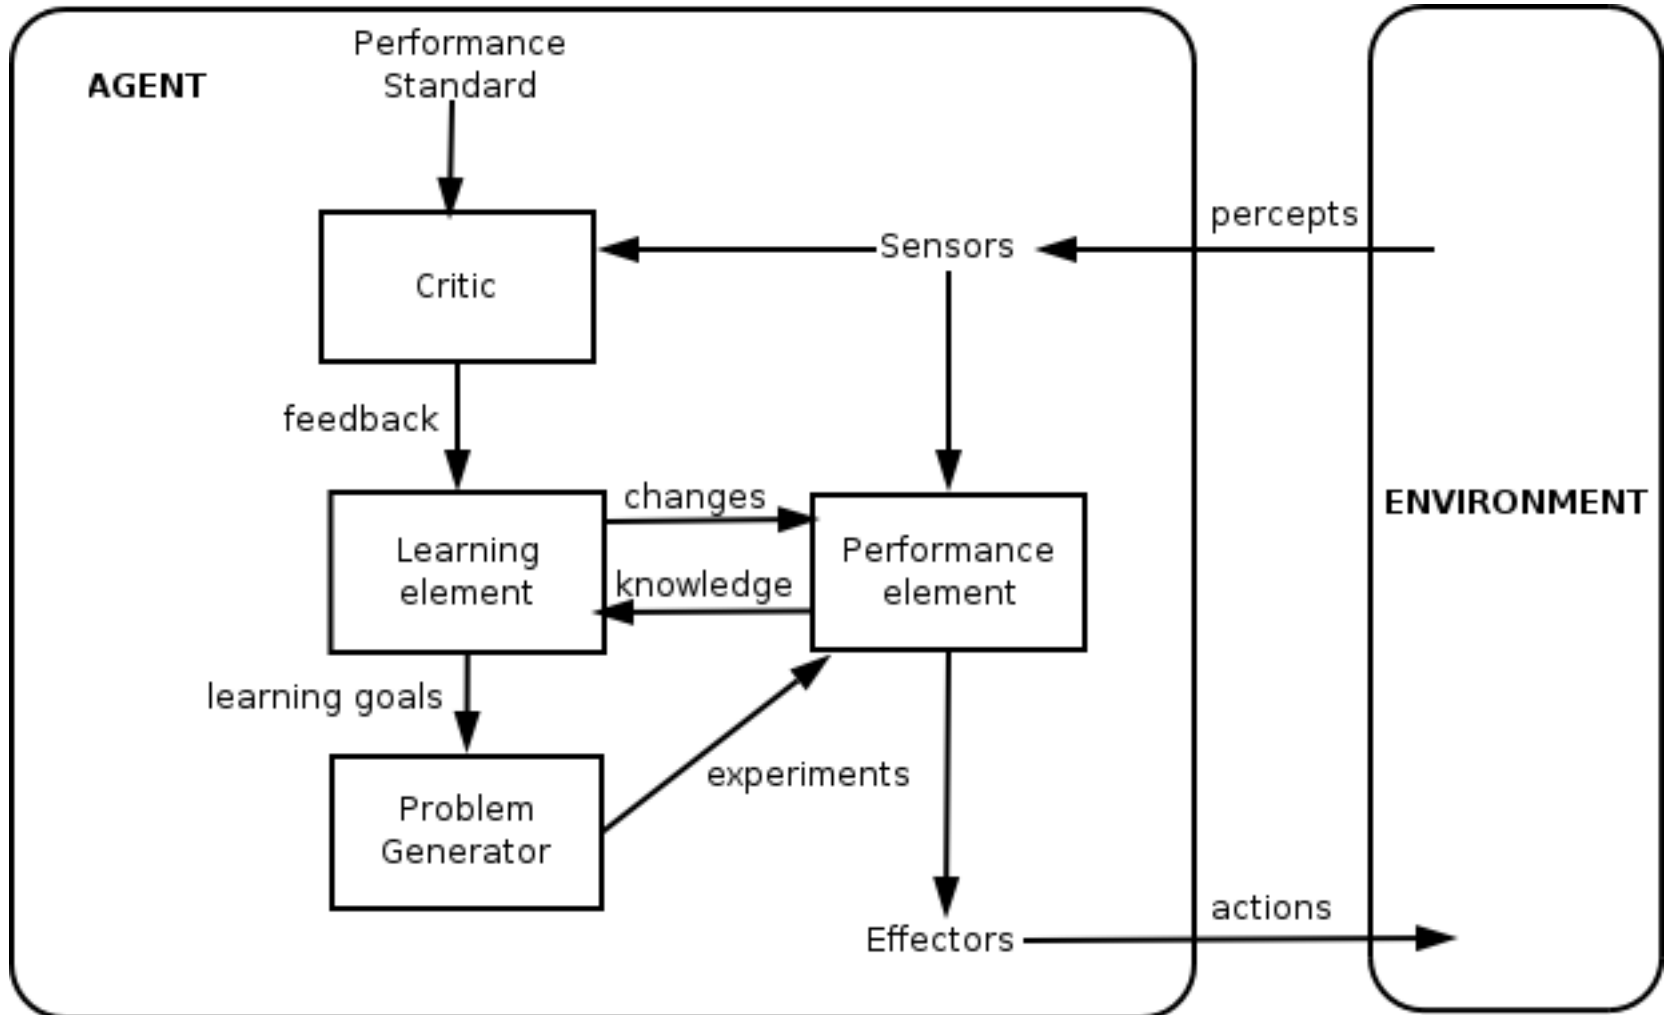 Performance
Standard
AGENT
percepts
Sensors
Critic
feedback
changes
Learning
element
knowledge
Performance
element
ENVIRONMENT
learning goals
experiments
Problem
Generator
actions
Effectors